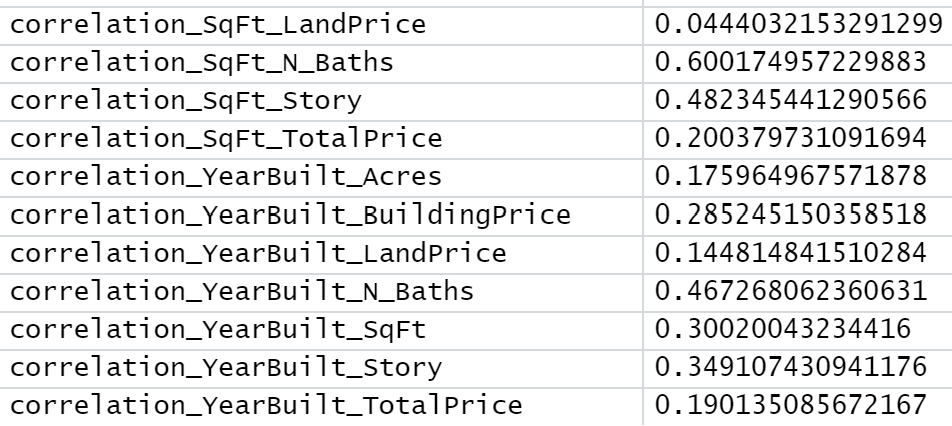 correlation_SqFt_LandPrice 0.0444032153291299
correlation_SqFt_N_Baths 0.600174957229883
correlation_SqFt_Story 0.482345441290566
correlation_SqFt_TotalPrice 0.200379731091694
correlation_YearBuilt_Acres 0.175964967571878
correlation_YearBuilt_BuildingPrice 0.285245150358518
correlation_YearBuilt_LandPrice 0.144814841510284
correlation_YearBuilt_N_Baths 0.467268062360631
correlation_YearBuilt_SqFt 0.30020043234416
correlation_YearBuilt_Story 0.349107430941176
correlation_YearBuilt_TotalPrice 0.190135085672167